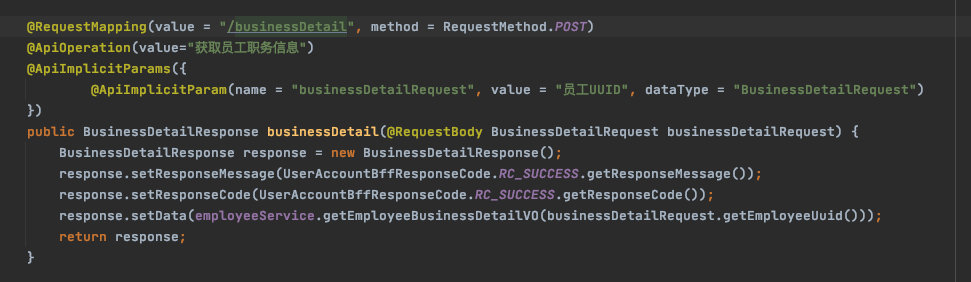 @RequestMapping(value = "/businessDetail", method = RequestMethod.POST)
@ApiOperation(value="获取员工职务信息")
@ApiImplicitParams({
@ApiImplicitParam(name = "businessDetailRequest", value = "员工UUID", dataType = "BusinessDetailRequest")
})
public BusinessDetailResponse businessDetail(@RequestBody BusinessDetailRequest businessDetailRequest) {
BusinessDetailResponse response = new BusinessDetailResponse();
response.setResponseMessage(UserAccountBffResponseCode.RC_SUCCESS.getResponseMessage());
response.setResponseCode(UserAccountBffResponseCode.RC_SUCCESS.getResponseCode());
response.setData(employeeService.getEmployeeBusinessDetailVO(businessDetailRequest.getEmployeeUuid()));
return response;
}